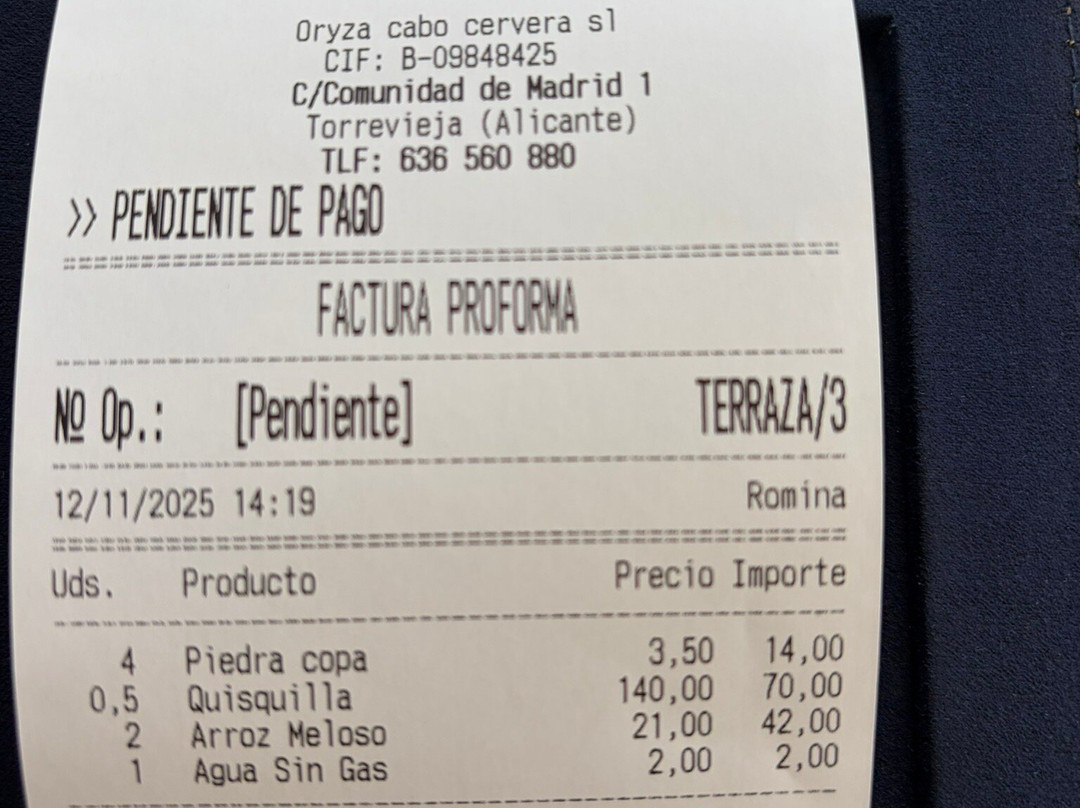 Oryza cabo cervera sl
CIF: B-09848425
C/Comunidad de Madrid 1
Torrevieja (Alicante)
TLF: 636 560 880
>> PENDIENTE DE PAGO
FACTURA PROFORMA
Nº Op.: [Pendiente] TERRAZA/3
12/11/2025 14:19 Romina
Uds. Producto Precio Importe
4 Piedra copa 3,50 14,00
0,5 Quisquilla 140,00 70,00
2 Arroz Meloso 21,00 42,00
1 Agua Sin Gas 2,00 2,00